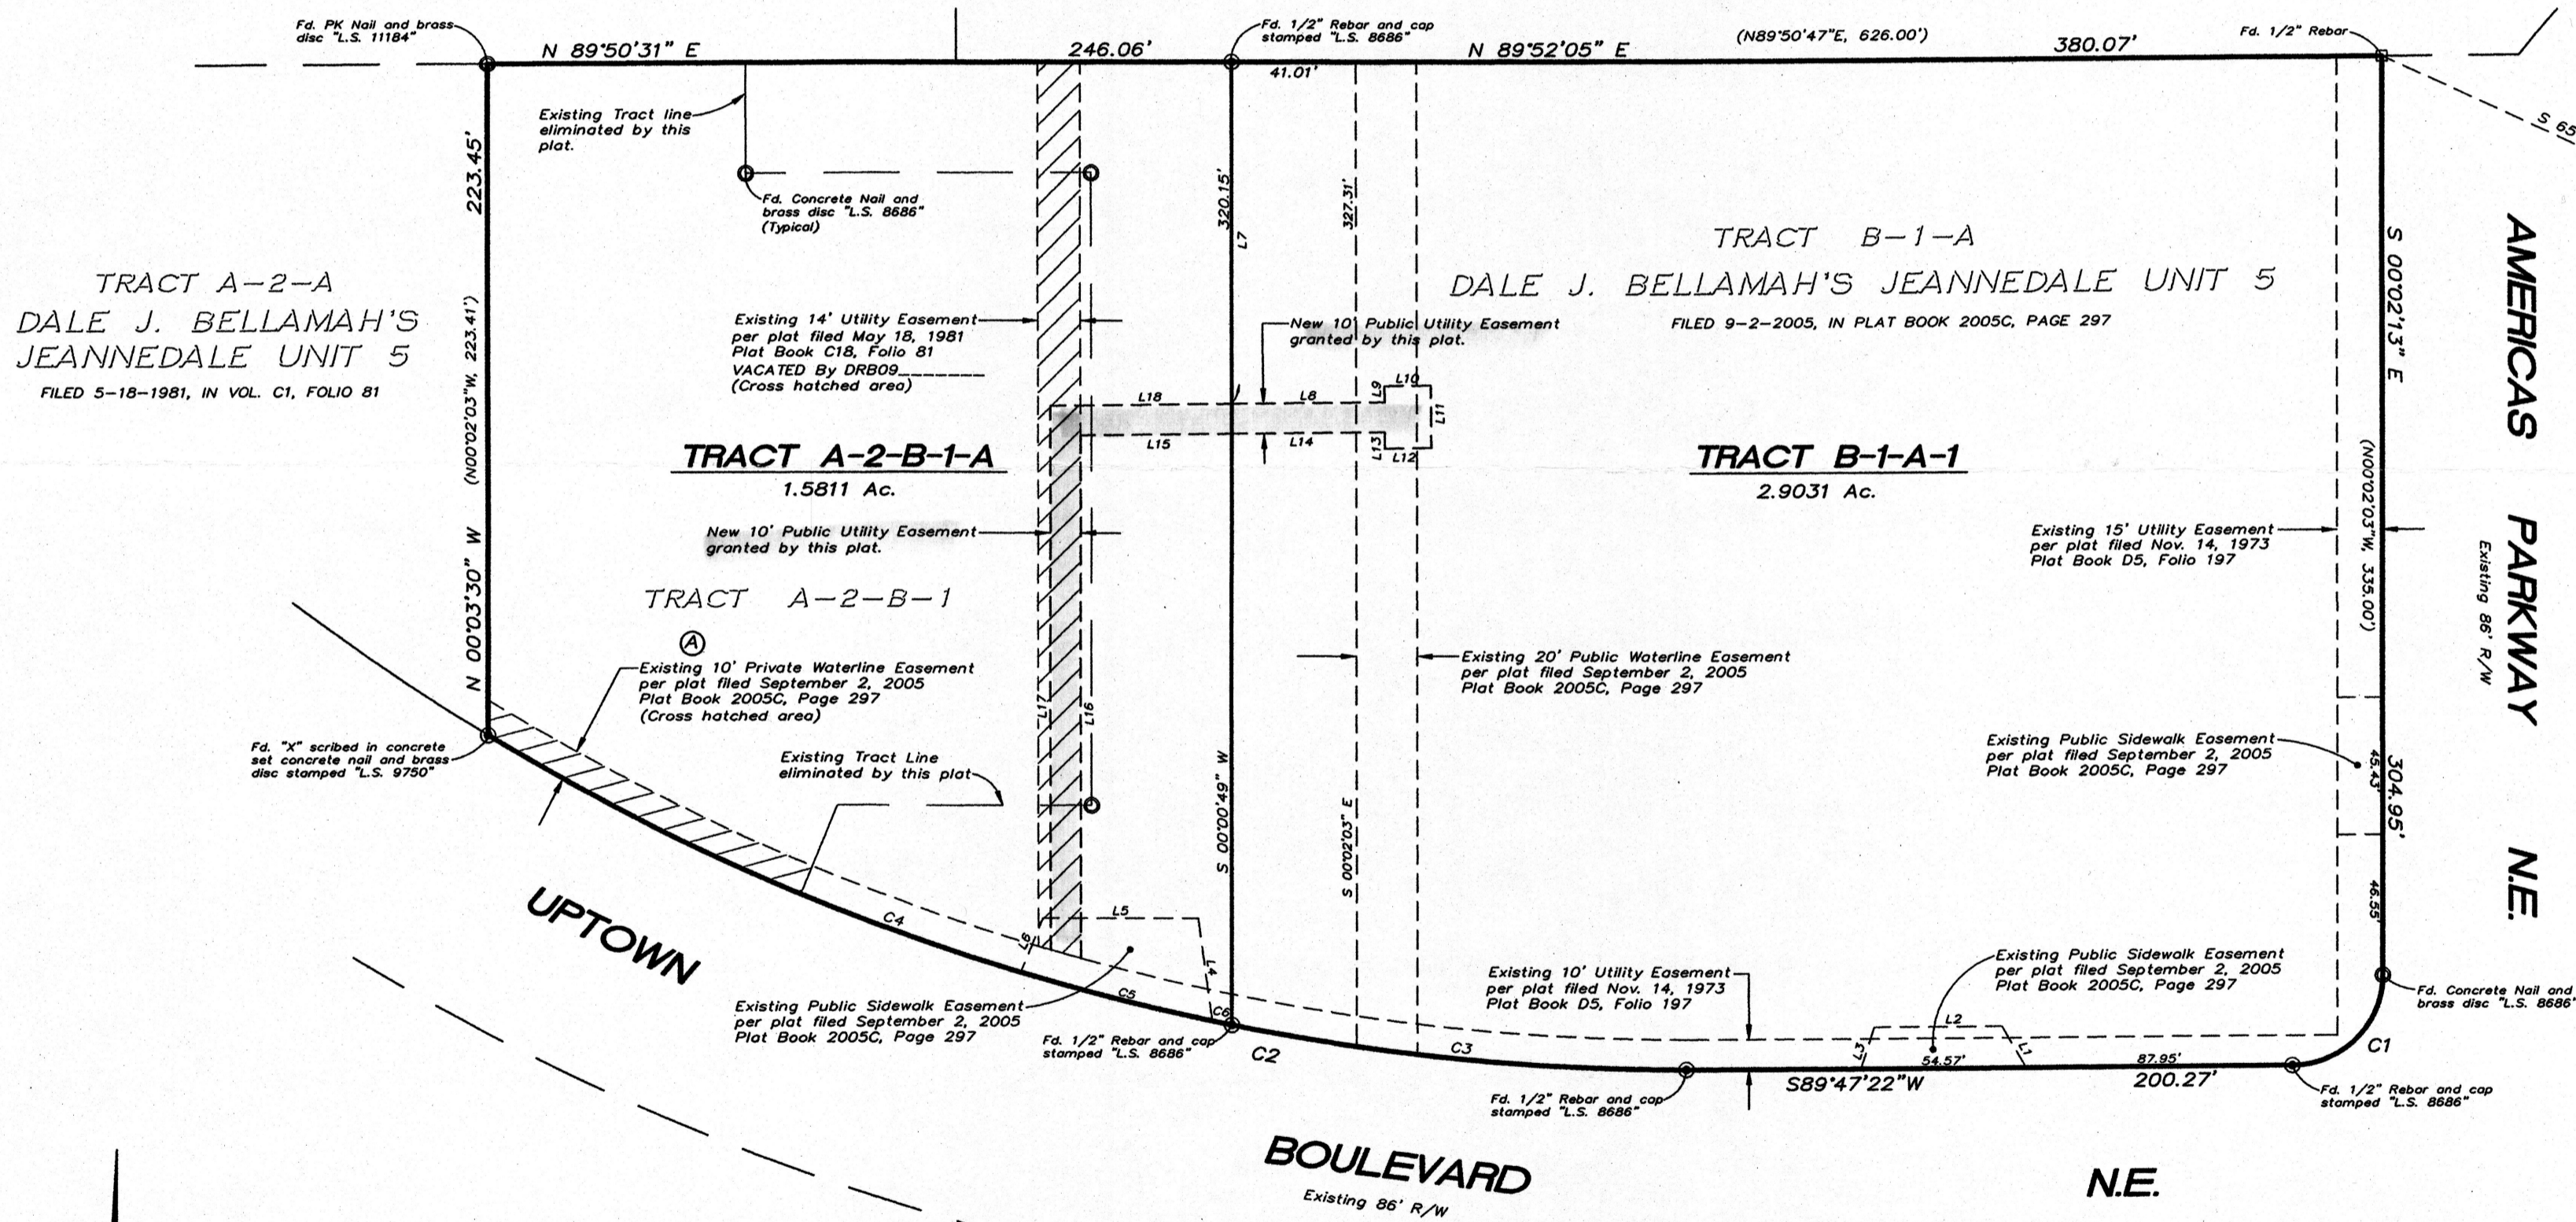 Fd. PK Nail and brass
disc "L.S. 11184"
N 89°50'31" E
246.06'
Fd. 1/2" Rebar and cap
stamped "L.S. 8686"
41.01'
N 89°52'05" E
(N89°50'47"E, 626.00')
380.07'
Fd. 1/2" Rebar
S 65
Existing Tract line
eliminated by this
plat.
223.45'
(N00°02'03"W, 223.41')
N 00°03'30" W
Fd. Concrete Nail and
brass disc "L.S. 8686"
(Typical)
TRACT A-2-A
DALE J. BELLAMAH'S
JEANNEDALE UNIT 5
FILED 5-18-1981, IN VOL. C1, FOLIO 81
Existing 14' Utility Easement
per plat filed May 18, 1981
Plat Book C18, Folio 81
VACATED By DRB09________
(Cross hatched area)
320.15'
L7
327.31'
TRACT B-1-A
DALE J. BELLAMAH'S JEANNEDALE UNIT 5
FILED 9-2-2005, IN PLAT BOOK 2005C, PAGE 297
New 10' Public Utility Easement
granted by this plat.
L18
L8
L9
L10
L11
L15
L14
L13
L12
TRACT A-2-B-1-A
1.5811 Ac.
TRACT B-1-A-1
2.9031 Ac.
New 10' Public Utility Easement
granted by this plat.
TRACT A-2-B-1
A
Existing 10' Private Waterline Easement
per plat filed September 2, 2005
Plat Book 2005C, Page 297
(Cross hatched area)
L17
L16
Existing 20' Public Waterline Easement
per plat filed September 2, 2005
Plat Book 2005C, Page 297
Existing 15' Utility Easement
per plat filed Nov. 14, 1973
Plat Book D5, Folio 197
S 00°02'13" E
(N00°02'03"W, 335.00')
304.95'
45.43'
46.55'
AMERICAS PARKWAY N.E.
Existing 86' R/W
Fd. "X" scribed in concrete
set concrete nail and brass
disc stamped "L.S. 9750"
Existing Tract Line
eliminated by this plat
S 00°00'49" W
S 00°02'03" E
Existing Public Sidewalk Easement
per plat filed September 2, 2005
Plat Book 2005C, Page 297
C4
L5
L6
L4
C5
C6
UPTOWN
Existing Public Sidewalk Easement
per plat filed September 2, 2005
Plat Book 2005C, Page 297
Fd. 1/2" Rebar and cap
stamped "L.S. 8686"
C2
C3
Existing 10' Utility Easement
per plat filed Nov. 14, 1973
Plat Book D5, Folio 197
Existing Public Sidewalk Easement
per plat filed September 2, 2005
Plat Book 2005C, Page 297
Fd. Concrete Nail and
brass disc "L.S. 8686"
L2
L3
L1
54.57'
87.95'
C1
S89°47'22"W
200.27'
Fd. 1/2" Rebar and cap
stamped "L.S. 8686"
Fd. 1/2" Rebar and cap
stamped "L.S. 8686"
BOULEVARD
N.E.
Existing 86' R/W